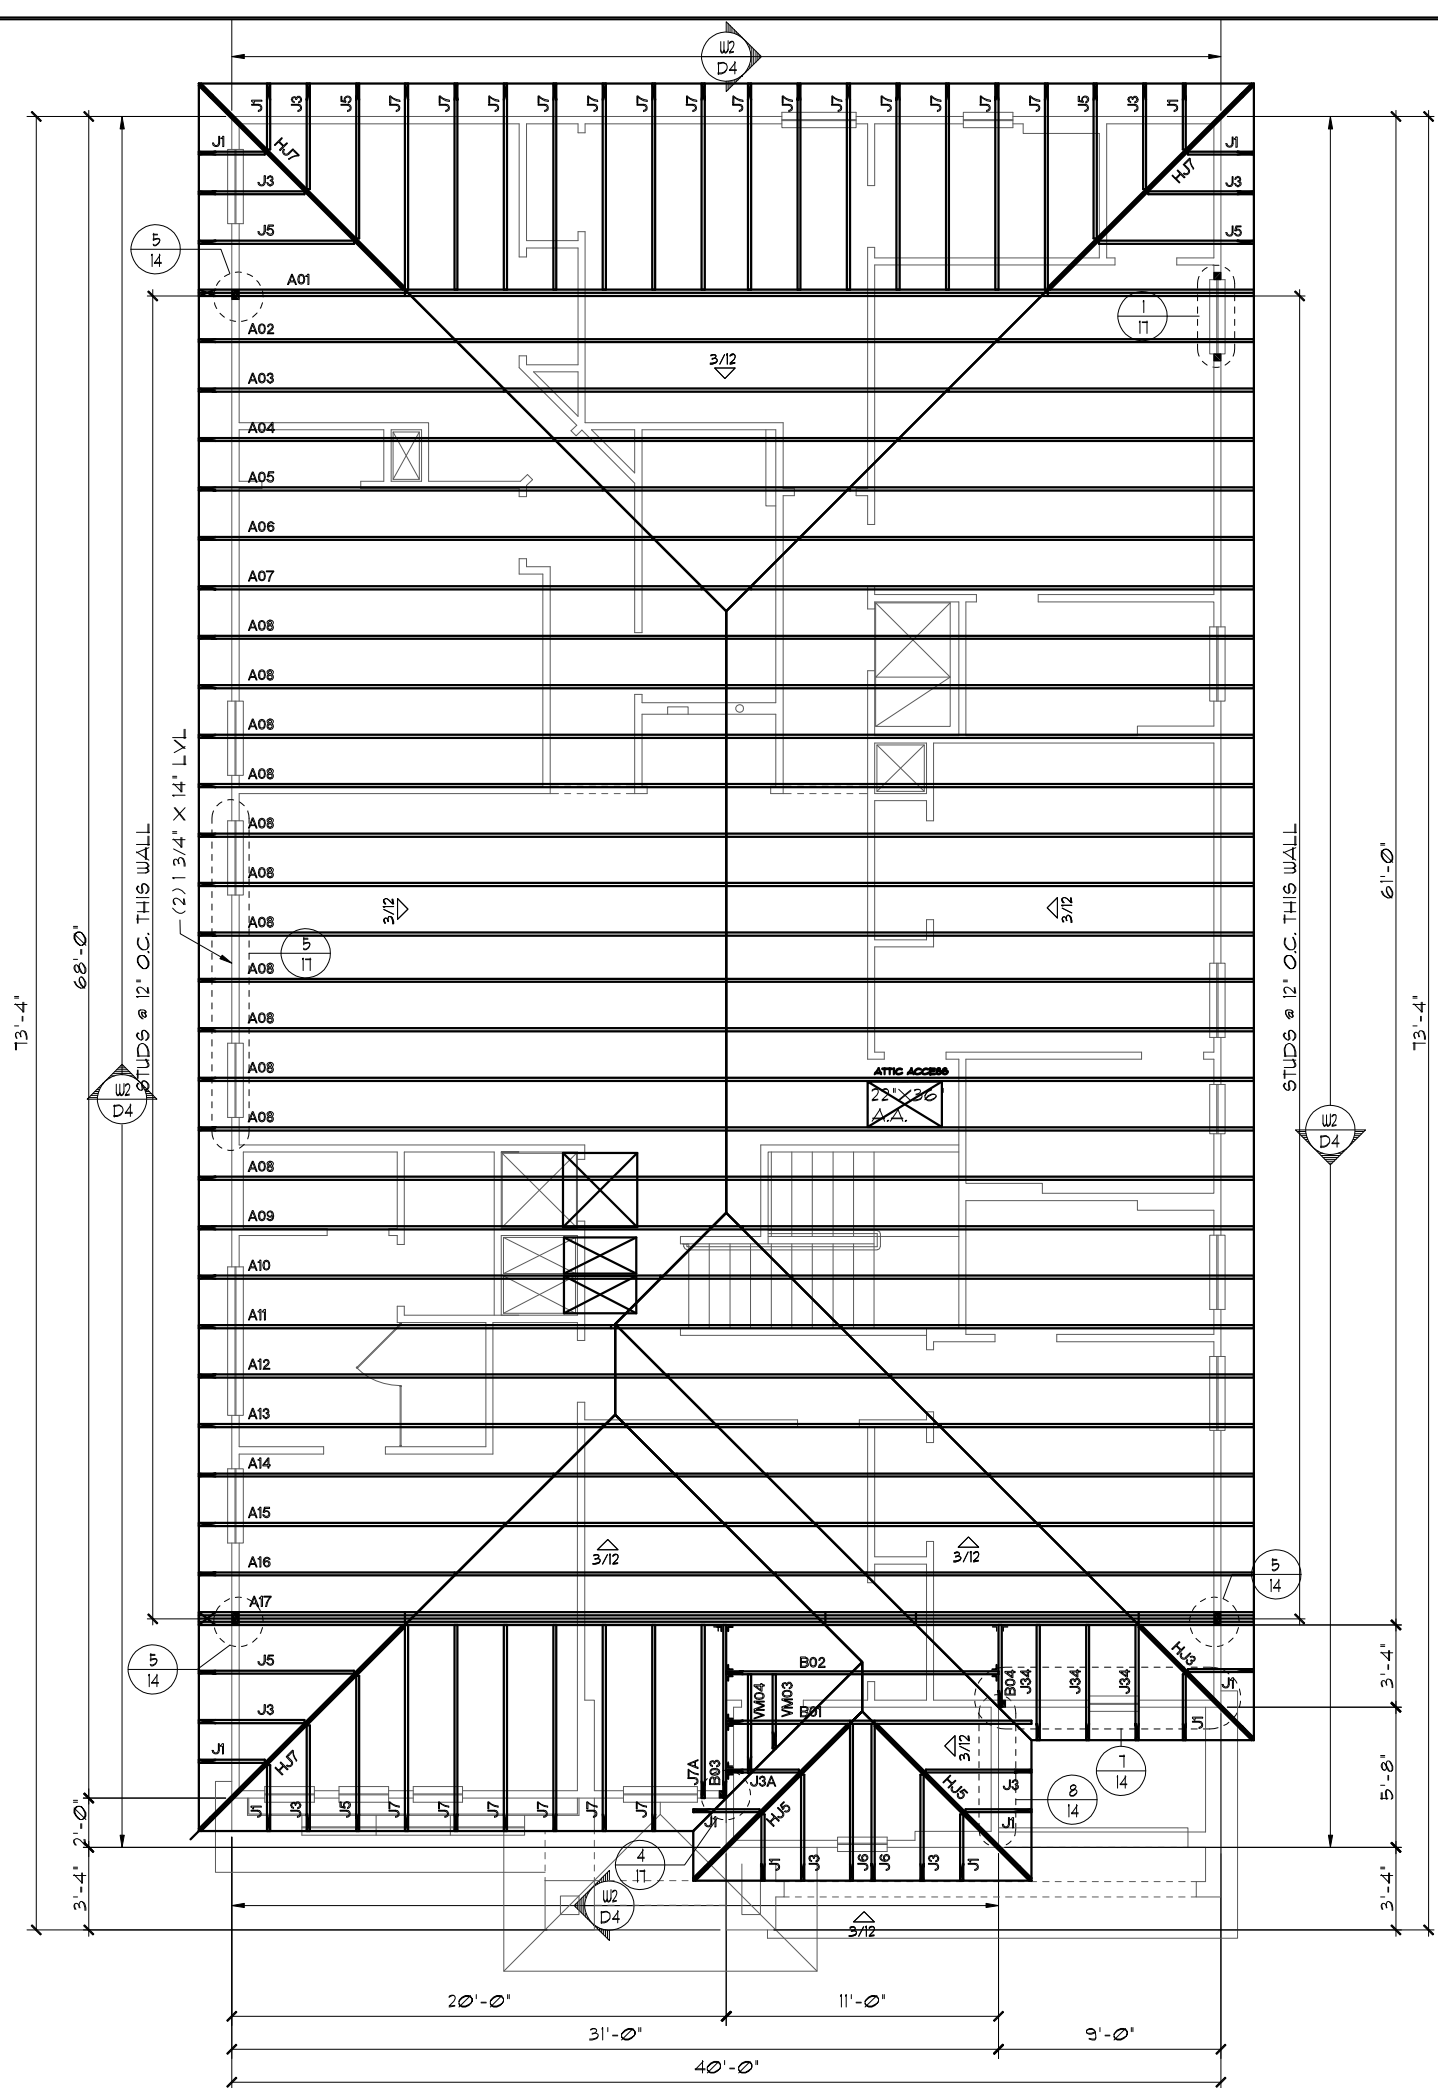 W2
D4
J1
J3
J5
J7
J7
J7
J7
J7
J7
J7
J7
J7
J7
J7
J7
J7
J7
J5
J3
J1
J1
HJ7
HJ7
J1
J3
J3
J5
J5
5
14
A01
1
17
A02
3/12
A03
A04
A05
A06
A07
A08
A08
A08
A08
(2) 1 3/4" X 14" LVL
A08
A08
3/12
3/12
A08
5
17
A08
A08
A08
A08
A08
STUDS @ 12" O.C. THIS WALL
STUDS @ 12" O.C. THIS WALL
68'-0"
73'-4"
61'-0"
73'-4"
W2
D4
W2
D4
ATTIC ACCESS
22"X36"
A.A.
A09
A10
A11
A12
A13
A14
A15
3/12
3/12
A16
A17
5
14
5
14
J5
J3
J1
HJ7
J1
J3
J5
J7
J7
J7
J7
J7
J7
J7A
B03
B02
VM04
VM03
B01
B04
J34
J34
J34
HJ3
J1
J1
3/12
J3A
J1
HJ5
HJ5
J3
J1
J1
J3
J6
J6
J3
J1
7
14
8
14
4
17
W2
D4
3/12
2'-0"
3'-4"
3'-4"
5'-8"
3'-4"
20'-0"
11'-0"
31'-0"
9'-0"
40'-0"